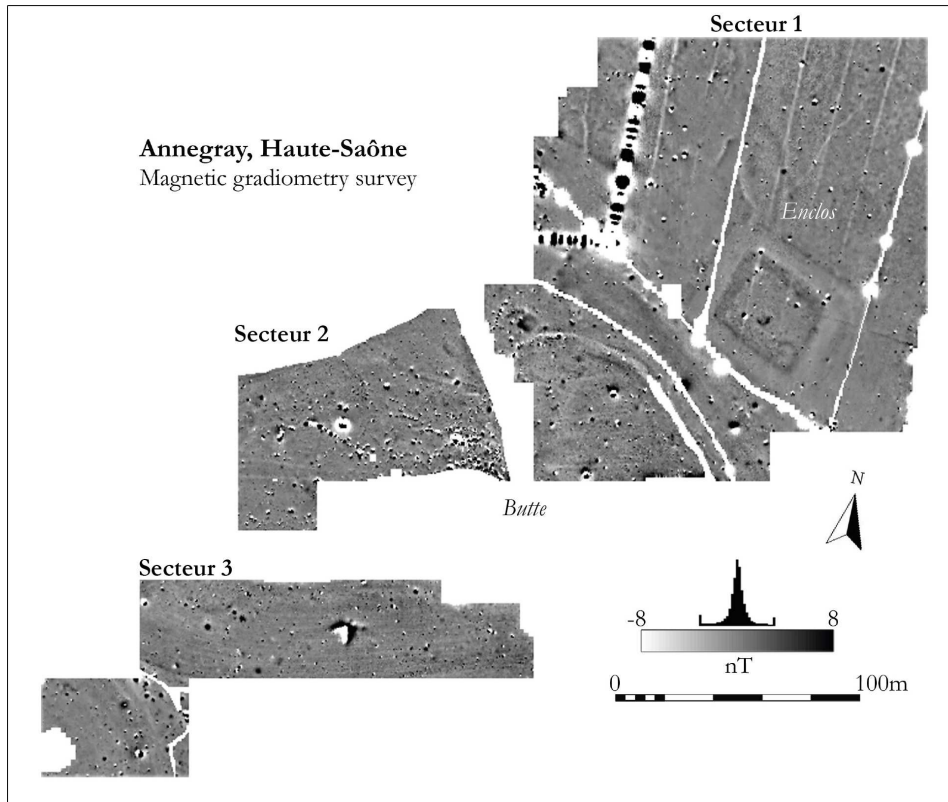 Secteur 1
Annegray, Haute-Saône
Magnetic gradiometry survey
Enclos
Secteur 2
N
Butte
Secteur 3
-8 8
nT
0 100m